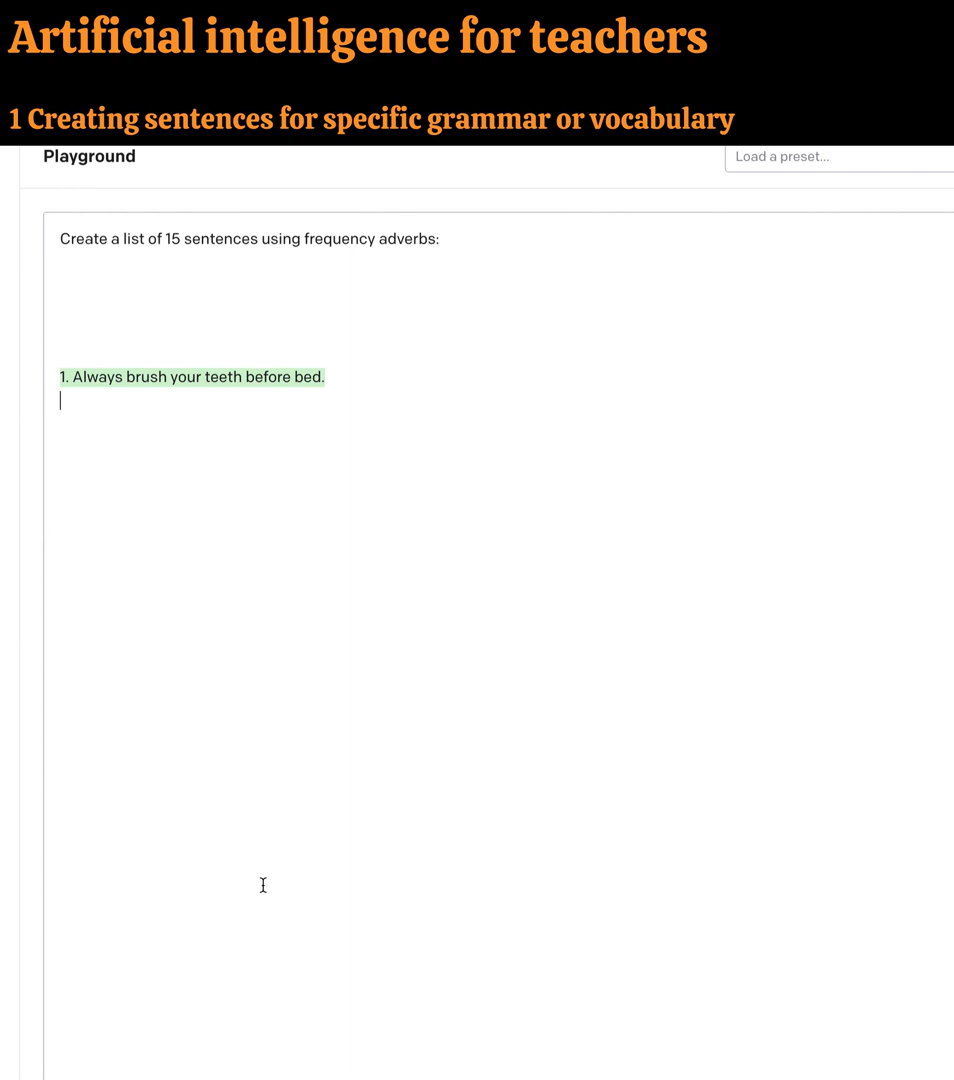 Artificial intelligence for teachers
1 Creating sentences for specific grammar or vocabulary
Playground
Load a preset...
Create a list of 15 sentences using frequency adverbs:
1. Always brush your teeth before bed.